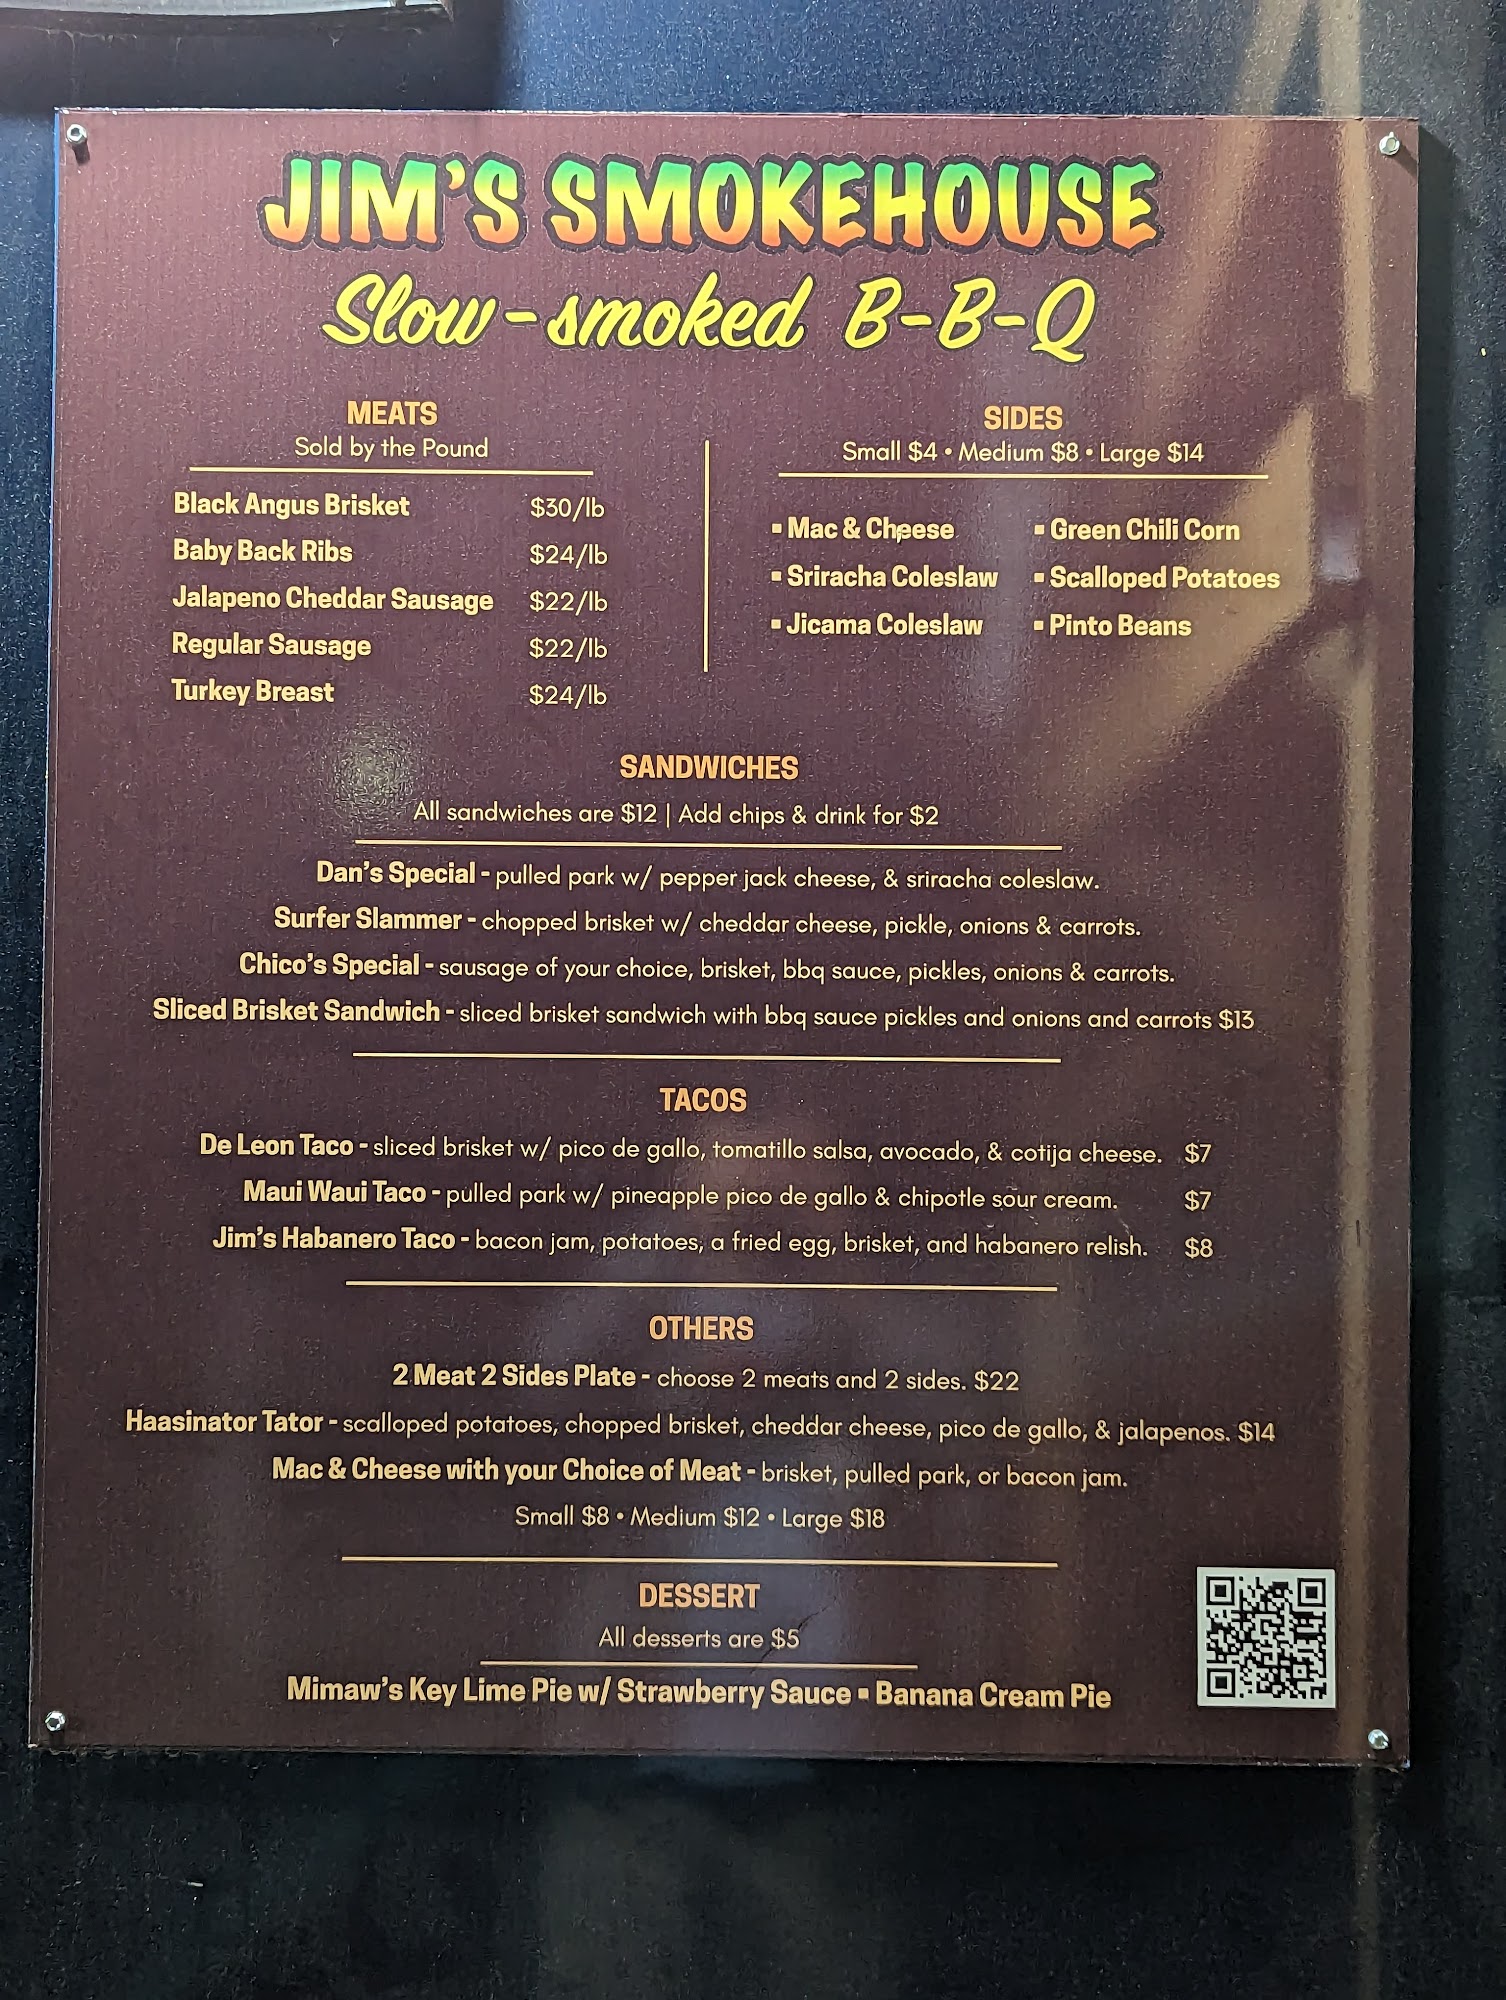 JIM'S SMOKEHOUSE
Slow-smoked B-B-Q
MEATS
Sold by the Pound
Black Angus Brisket $30/lb
Baby Back Ribs $24/lb
Jalapeno Cheddar Sausage $22/lb
Regular Sausage $22/lb
Turkey Breast $24/lb
SIDES
Small $4 • Medium $8 • Large $14
▪ Mac & Cheese ▪ Green Chili Corn
▪ Sriracha Coleslaw ▪ Scalloped Potatoes
▪ Jicama Coleslaw ▪ Pinto Beans
SANDWICHES
All sandwiches are $12 | Add chips & drink for $2
Dan's Special - pulled park w/ pepper jack cheese, & sriracha coleslaw.
Surfer Slammer - chopped brisket w/ cheddar cheese, pickle, onions & carrots.
Chico's Special - sausage of your choice, brisket, bbq sauce, pickles, onions & carrots.
Sliced Brisket Sandwich - sliced brisket sandwich with bbq sauce pickles and onions and carrots $13
TACOS
De Leon Taco - sliced brisket w/ pico de gallo, tomatillo salsa, avocado, & cotija cheese. $7
Maui Waui Taco - pulled park w/ pineapple pico de gallo & chipotle sour cream. $7
Jim's Habanero Taco - bacon jam, potatoes, a fried egg, brisket, and habanero relish. $8
OTHERS
2 Meat 2 Sides Plate - choose 2 meats and 2 sides. $22
Haasinator Tator - scalloped potatoes, chopped brisket, cheddar cheese, pico de gallo, & jalapenos. $14
Mac & Cheese with your Choice of Meat - brisket, pulled park, or bacon jam.
Small $8 • Medium $12 • Large $18
DESSERT
All desserts are $5
Mimaw's Key Lime Pie w/ Strawberry Sauce ▪ Banana Cream Pie